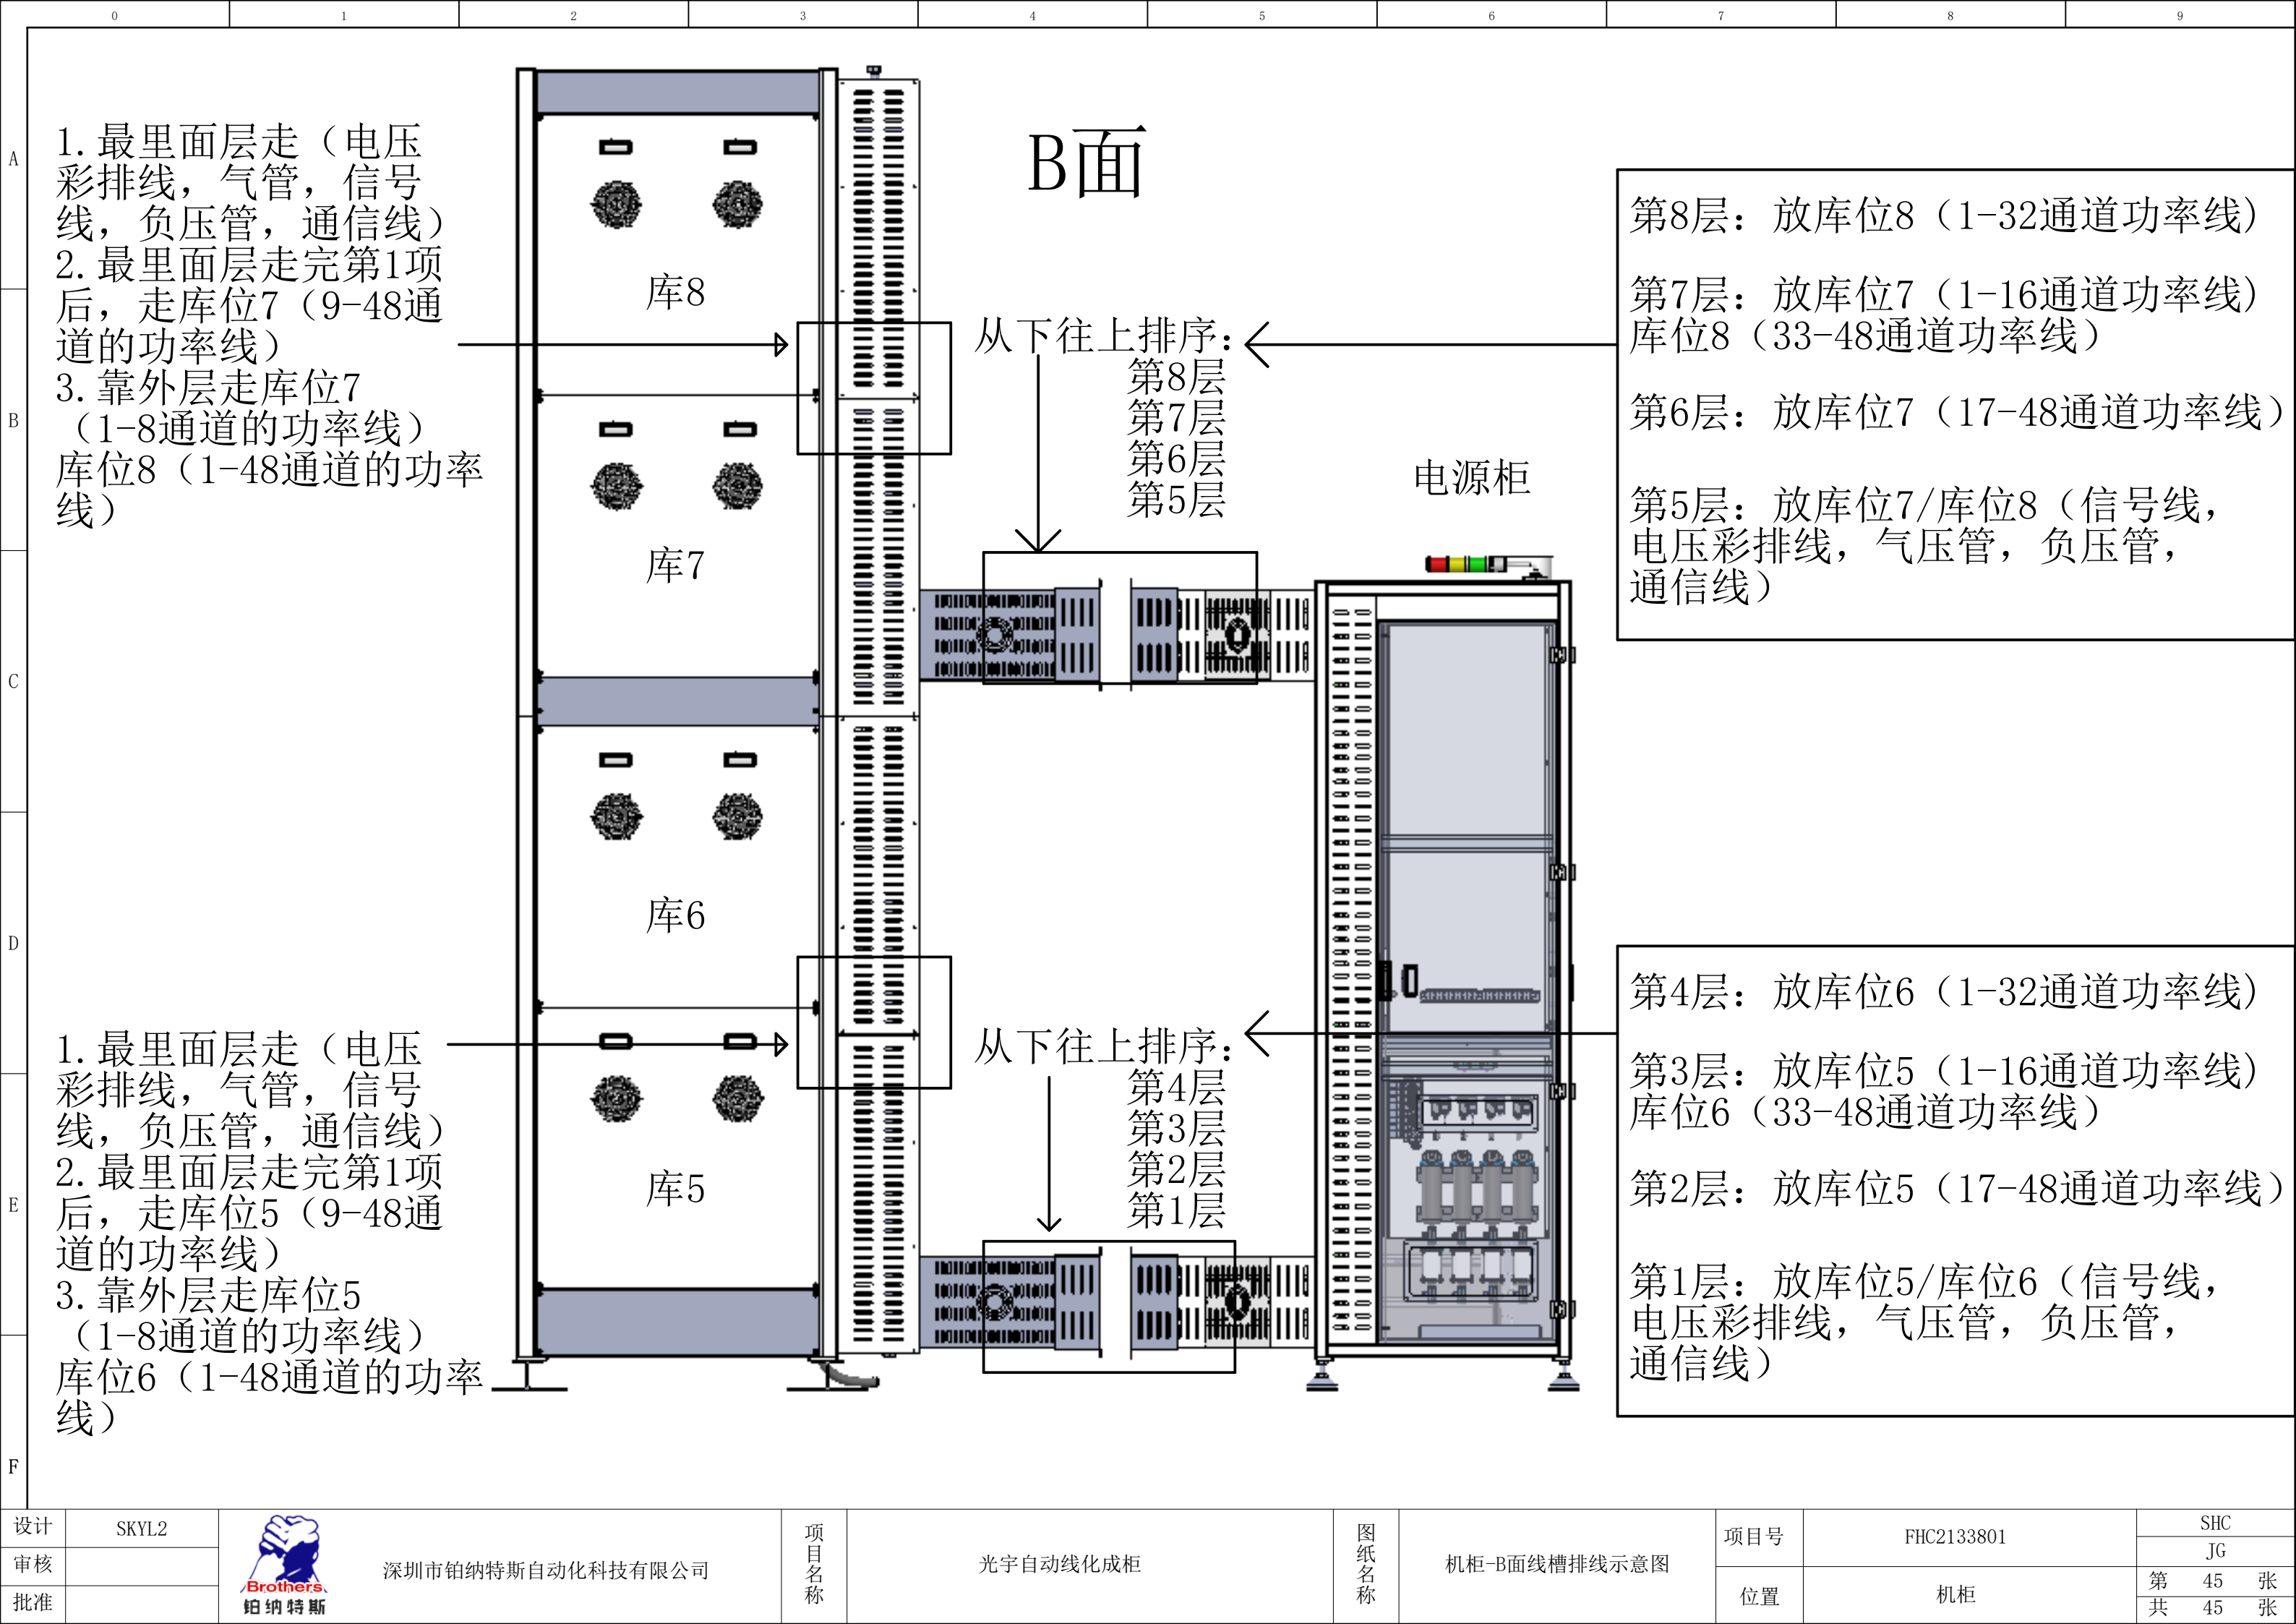 0 1 2 3 4 5 6 7 8 9
A
B
C
D
E
F
B面
1.最里面层走（电压
彩排线，气管，信号
线，负压管，通信线）
2.最里面层走完第1项
后，走库位7（9-48通
道的功率线）
3.靠外层走库位7
（1-8通道的功率线）
库位8（1-48通道的功率
线）
库8
库7
库6
库5
从下往上排序：
第8层
第7层
第6层
第5层
电源柜
第8层：放库位8（1-32通道功率线）
第7层：放库位7（1-16通道功率线）
库位8（33-48通道功率线）
第6层：放库位7（17-48通道功率线）
第5层：放库位7/库位8（信号线，
电压彩排线，气压管，负压管，
通信线）
1.最里面层走（电压
彩排线，气管，信号
线，负压管，通信线）
2.最里面层走完第1项
后，走库位5（9-48通
道的功率线）
3.靠外层走库位5
（1-8通道的功率线）
库位6（1-48通道的功率
线）
从下往上排序：
第4层
第3层
第2层
第1层
第4层：放库位6（1-32通道功率线）
第3层：放库位5（1-16通道功率线）
库位6（33-48通道功率线）
第2层：放库位5（17-48通道功率线）
第1层：放库位5/库位6（信号线，
电压彩排线，气压管，负压管，
通信线）
设计 SKYL2
审核
批准
Brothers
铂纳特斯
深圳市铂纳特斯自动化科技有限公司
项目名称
光宇自动线化成柜
图纸名称
机柜-B面线槽排线示意图
项目号 FHC2133801
位置 机柜
SHC
JG
第 45 张
共 45 张